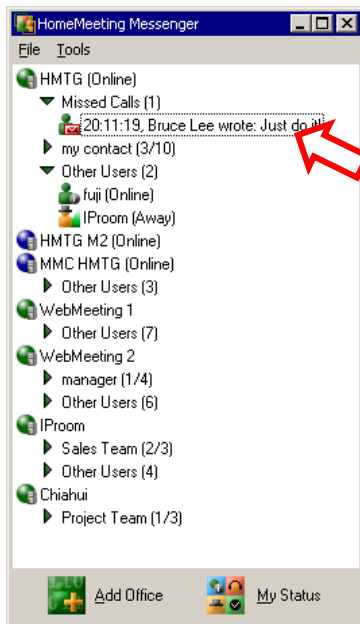 HomeMeeting Messenger
File Tools
HMTG (Online)
Missed Calls (1)
20:11:19, Bruce Lee wrote: Just do it!
my contact (3/10)
Other Users (2)
fuji (Online)
IProom (Away)
HMTG M2 (Online)
MMC HMTG (Online)
Other Users (3)
WebMeeting 1
Other Users (7)
WebMeeting 2
manager (1/4)
Other Users (6)
IProom
Sales Team (2/3)
Other Users (4)
Chiahui
Project Team (1/3)
Add Office My Status